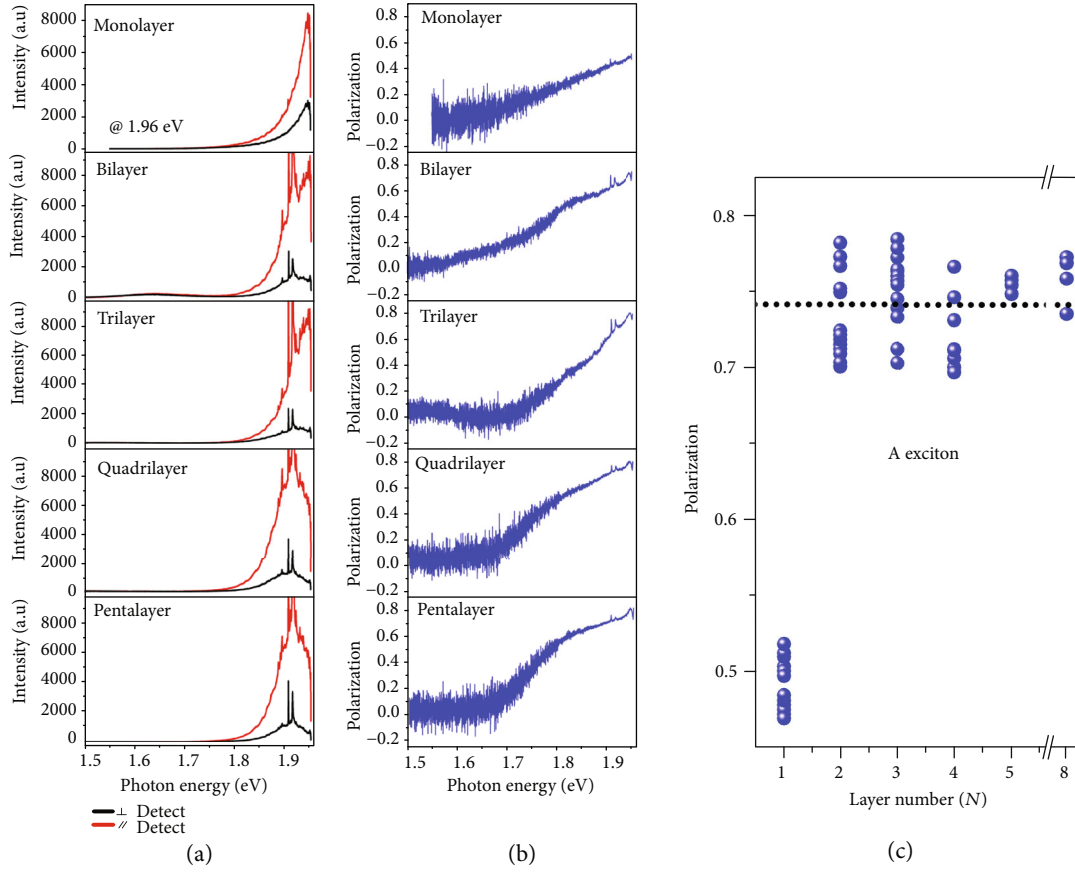 8000
6000
4000
2000
0
Intensity (a.u)
Monolayer
@ 1.96 eV
8000
6000
4000
2000
0
Intensity (a.u)
Bilayer
8000
6000
4000
2000
0
Intensity (a.u)
Trilayer
8000
6000
4000
2000
0
Intensity (a.u)
Quadrilayer
8000
6000
4000
2000
0
Intensity (a.u)
Pentalayer
1.5 1.6 1.7 1.8 1.9
Photon energy (eV)
⊥ Detect
// Detect
(a)
0.8
0.4
0.0
−0.2
Polarization
Monolayer
0.8
0.6
0.4
0.2
0.0
−0.2
Polarization
Bilayer
0.8
0.6
0.4
0.2
0.0
−0.2
Polarization
Trilayer
0.8
0.6
0.4
0.2
0.0
−0.2
Polarization
Quadrilayer
0.8
0.6
0.4
0.2
0.0
−0.2
Polarization
Pentalayer
1.5 1.6 1.7 1.8 1.9
Photon energy (eV)
(b)
0.8
0.7
0.6
0.5
Polarization
A exciton
1 2 3 4 5 8
Layer number (N)
(c)